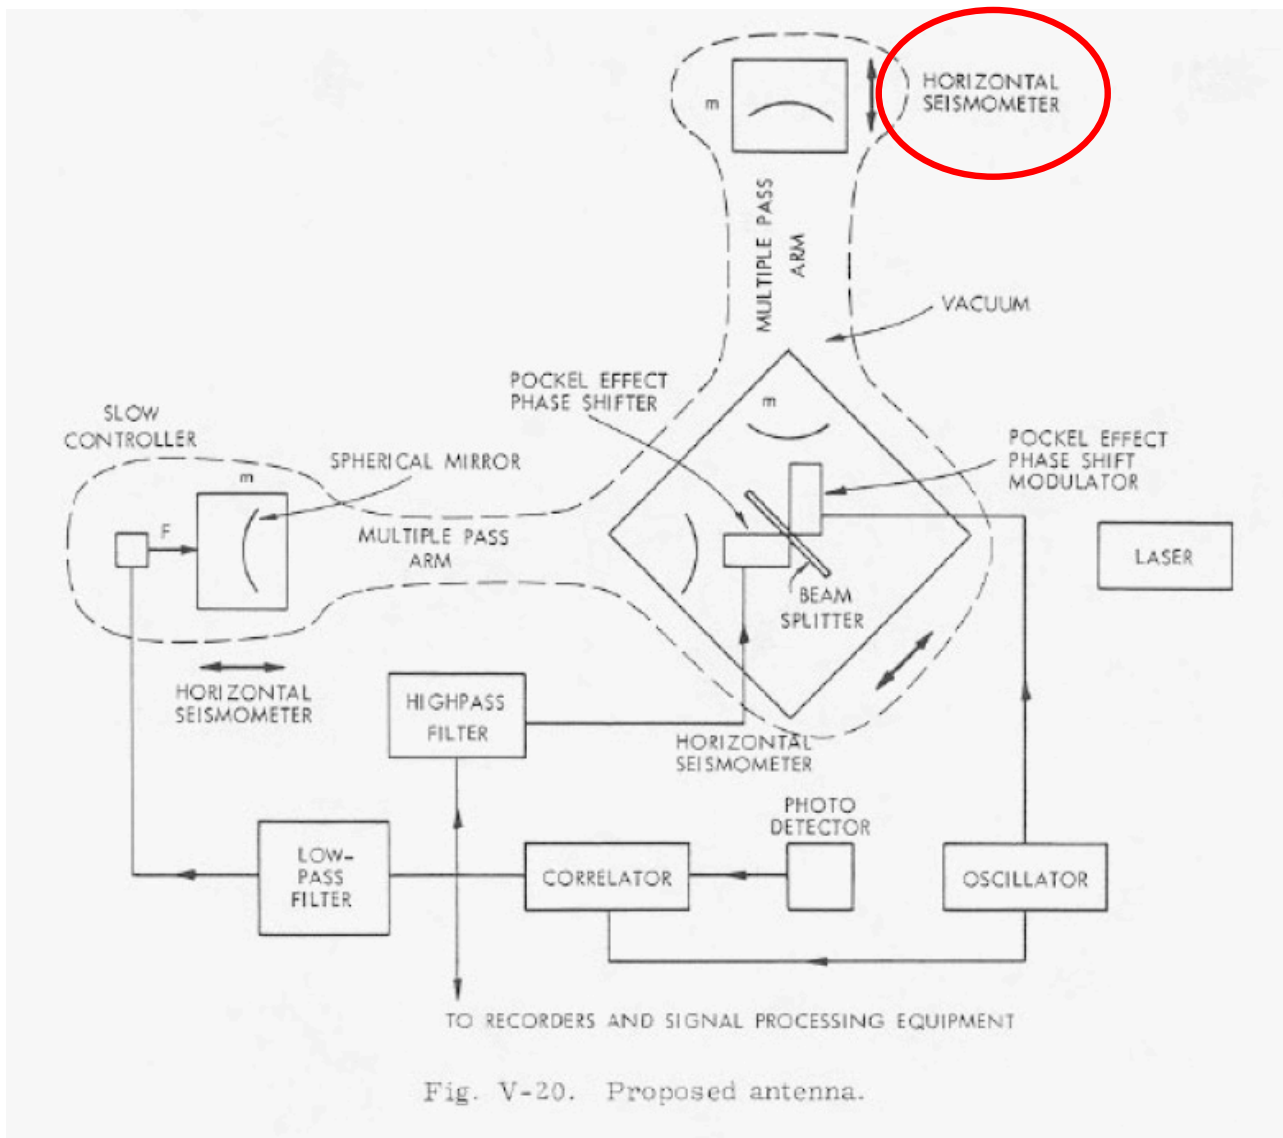 HORIZONTAL
SEISMOMETER
m
MULTIPLE PASS
ARM
VACUUM
POCKEL EFFECT
PHASE SHIFTER
m
SLOW
CONTROLLER
POCKEL EFFECT
PHASE SHIFT
MODULATOR
SPHERICAL MIRROR
m
F
MULTIPLE PASS
ARM
LASER
BEAM
SPLITTER
HORIZONTAL
SEISMOMETER
HIGHPASS
FILTER
HORIZONTAL
SEISMOMETER
PHOTO
DETECTOR
LOW-
PASS
FILTER
CORRELATOR
OSCILLATOR
TO RECORDERS AND SIGNAL PROCESSING EQUIPMENT
Fig. V-20. Proposed antenna.